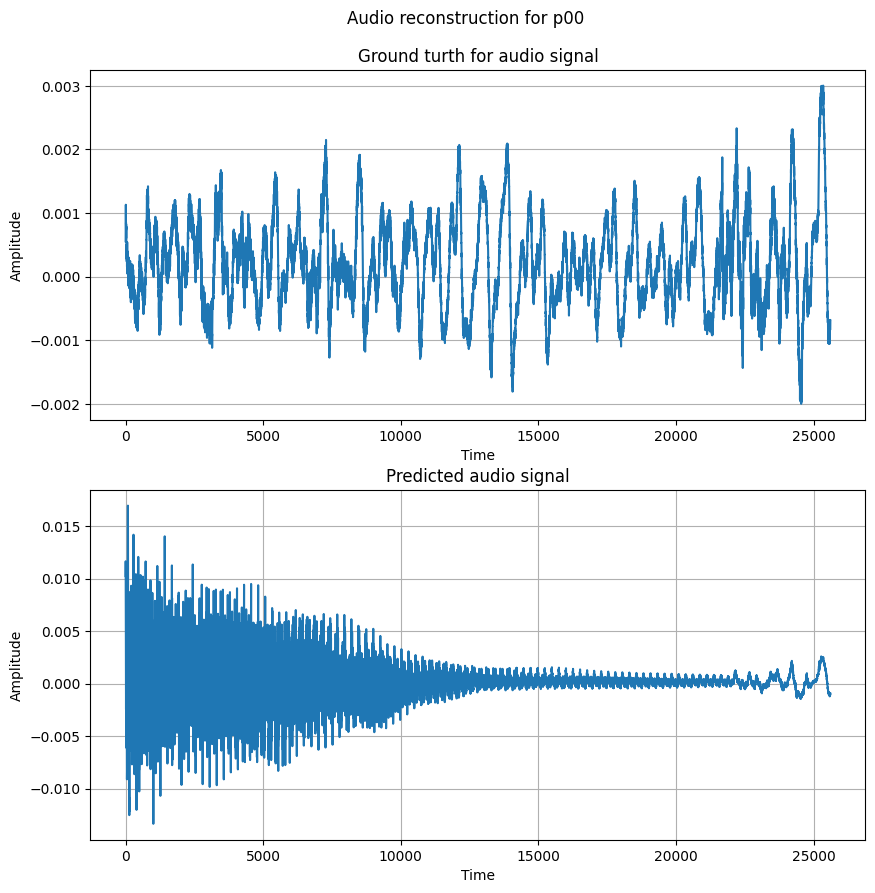 Audio reconstruction for p00
Ground turth for audio signal
Amplitude
0.003
0.002
0.001
0.000
−0.001
−0.002
0 5000 10000 15000 20000 25000
Time
Predicted audio signal
Amplitude
0.015
0.010
0.005
0.000
−0.005
−0.010
0 5000 10000 15000 20000 25000
Time